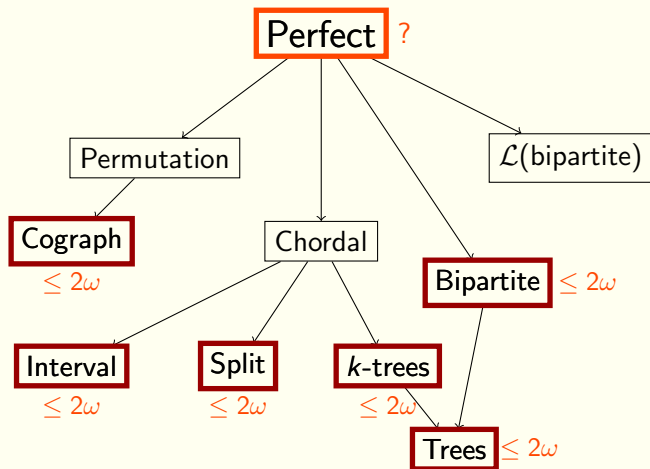 Perfect ?
Permutation
ℒ(bipartite)
Cograph
≤ 2ω
Chordal
Bipartite ≤ 2ω
Interval
≤ 2ω
Split
≤ 2ω
k-trees
≤ 2ω
Trees ≤ 2ω